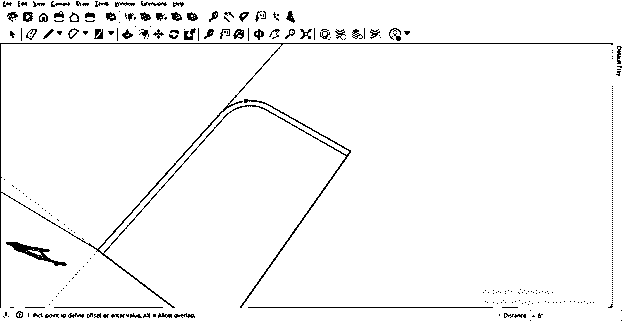 File Edit View Camera Draw Tools Window Extensions Help
Default Tray
Pick point to define offset or enter value. Alt = Allow overlap.
Distance ~ 6"